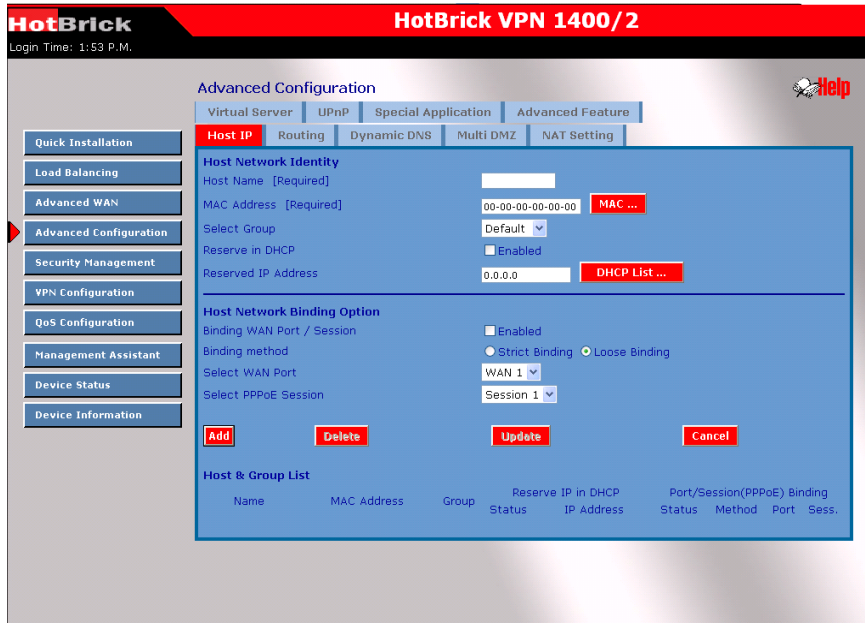 HotBrick
HotBrick VPN 1400/2
Login Time: 1:53 P.M.
Advanced Configuration
Help
Virtual Server UPnP Special Application Advanced Feature
Host IP Routing Dynamic DNS Multi DMZ NAT Setting
Quick Installation
Load Balancing
Advanced WAN
Advanced Configuration
Security Management
VPN Configuration
QoS Configuration
Management Assistant
Device Status
Device Information
Host Network Identity
Host Name [Required]
MAC Address [Required] 00-00-00-00-00-00 MAC ...
Select Group Default
Reserve in DHCP Enabled
Reserved IP Address 0.0.0.0 DHCP List ...
Host Network Binding Option
Binding WAN Port / Session Enabled
Binding method Strict Binding Loose Binding
Select WAN Port WAN 1
Select PPPoE Session Session 1
Add Delete Update Cancel
Host & Group List
Reserve IP in DHCP Port/Session(PPPoE) Binding
Name MAC Address Group
Status IP Address Status Method Port Sess.